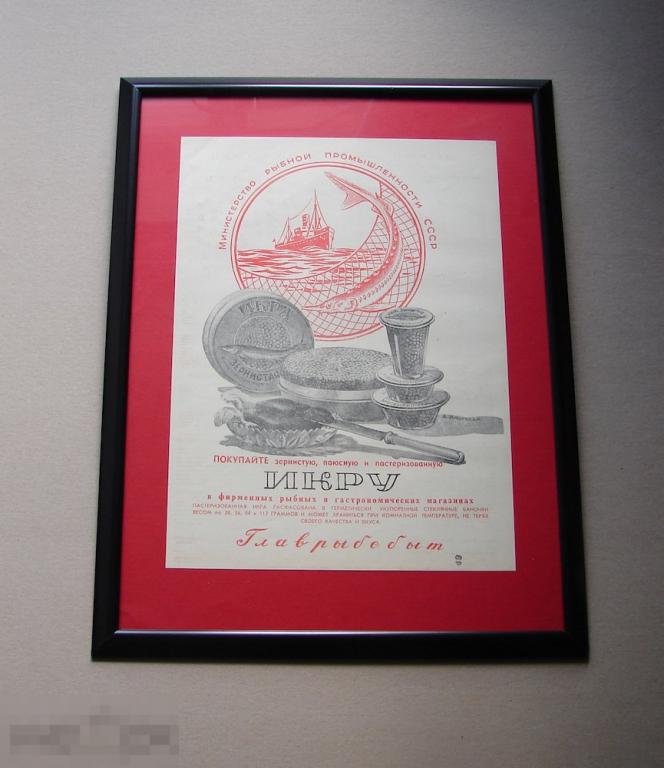 МИНИСТЕРСТВО РЫБНОЙ ПРОМЫШЛЕННОСТИ СССР
ИКРА
ЗЕРНИСТАЯ
ПОКУПАЙТЕ зернистую, паюсную и пастеризованную
ИКРУ
в фирменных рыбных и гастрономических магазинах
ПАСТЕРИЗОВАННАЯ ИКРА РАСФАСОВАНА В ГЕРМЕТИЧЕСКИ УКУПОРЕННЫЕ СТЕКЛЯННЫЕ БАНОЧКИ
ВЕСОМ по 28, 56, 84 и 112 ГРАММОВ И МОЖЕТ ХРАНИТЬСЯ ПРИ КОМНАТНОЙ ТЕМПЕРАТУРЕ, НЕ ТЕРЯЯ
СВОЕГО КАЧЕСТВА И ВКУСА.
Главрыбсбыт